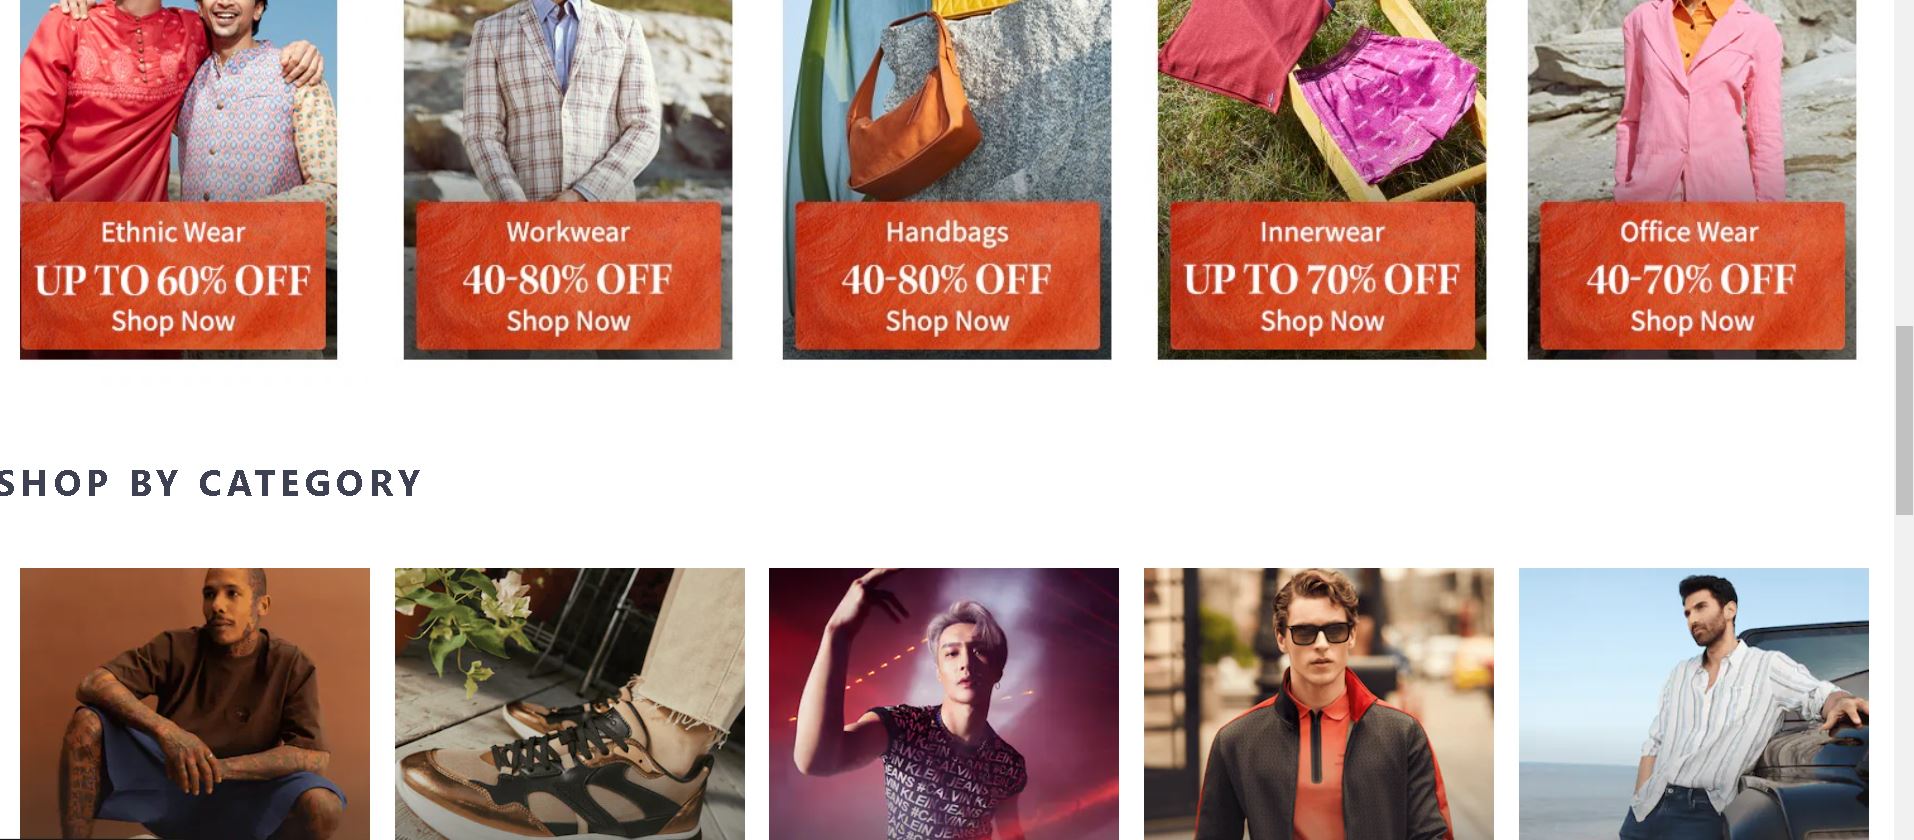 Ethnic Wear
UP TO 60% OFF
Shop Now
Workwear
40-80% OFF
Shop Now
Handbags
40-80% OFF
Shop Now
Innerwear
UP TO 70% OFF
Shop Now
Office Wear
40-70% OFF
Shop Now
SHOP BY CATEGORY